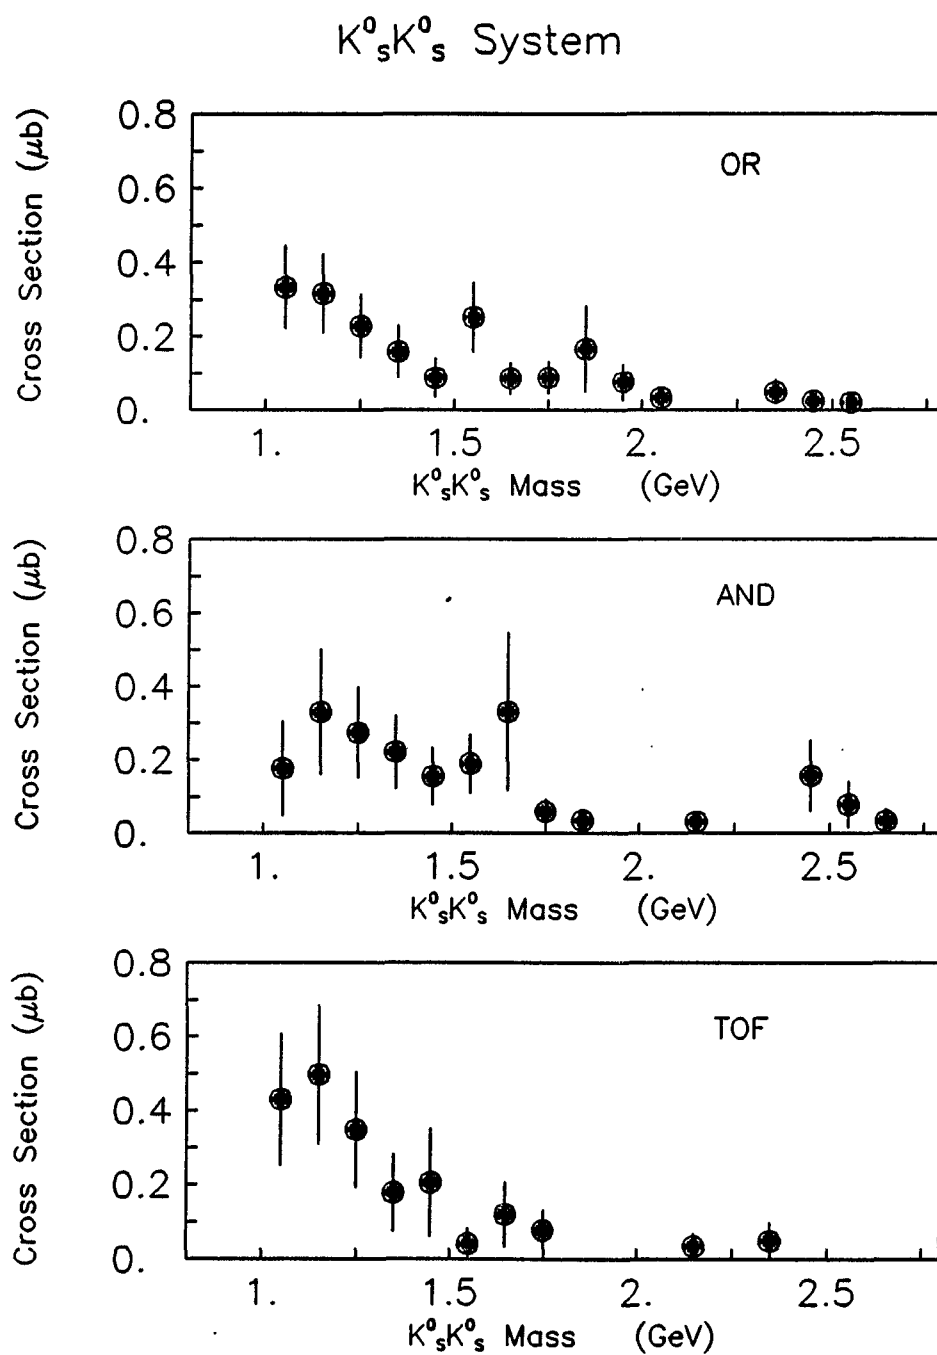 K⁰ₛK⁰ₛ System
Cross Section (μb)
0.8
0.6
0.4
0.2
0.
OR
1. 1.5 2. 2.5
K⁰ₛK⁰ₛ Mass (GeV)
Cross Section (μb)
0.8
0.6
0.4
0.2
0.
AND
1. 1.5 2. 2.5
K⁰ₛK⁰ₛ Mass (GeV)
Cross Section (μb)
0.8
0.6
0.4
0.2
0.
TOF
1. 1.5 2. 2.5
K⁰ₛK⁰ₛ Mass (GeV)